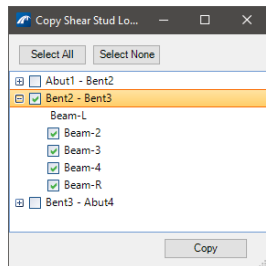 Copy Shear Stud Lo...
Select All Select None
Abut1 - Bent2
Bent2 - Bent3
Beam-L
Beam-2
Beam-3
Beam-4
Beam-R
Bent3 - Abut4
Copy